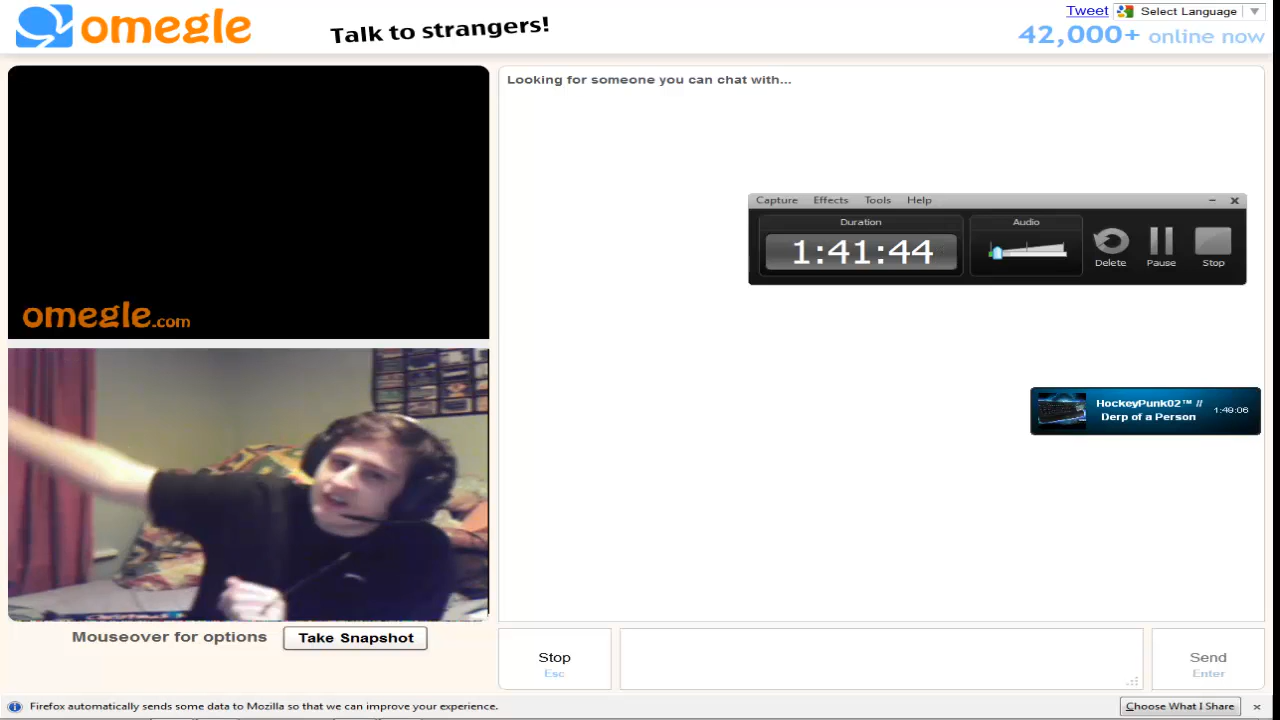 omegle
Talk to strangers!
Tweet
Select Language
42,000+ online now
Looking for someone you can chat with...
omegle.com
Capture Effects Tools Help
Duration
Audio
1:41:44
Delete
Pause
Stop
HockeyPunk02™ //
Derp of a Person
1:49:06
Mouseover for options
Take Snapshot
Stop
Esc
Send
Enter
Firefox automatically sends some data to Mozilla so that we can improve your experience.
Choose What I Share